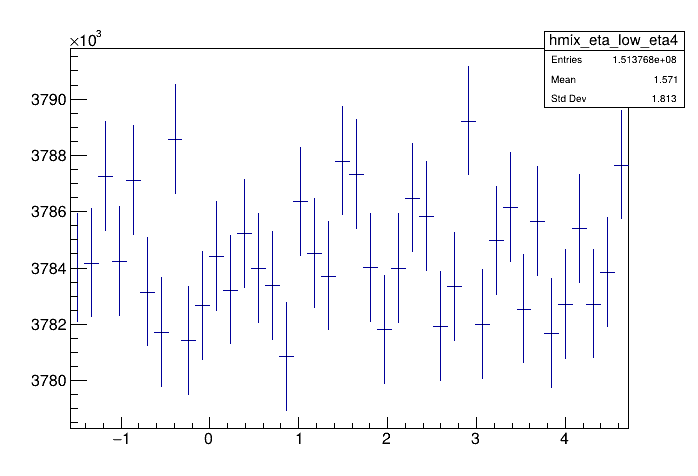 ×10³
hmix_eta_low_eta4
Entries 1.513768e+08
Mean 1.571
Std Dev 1.813
3790
3788
3786
3784
3782
3780
−1 0 1 2 3 4